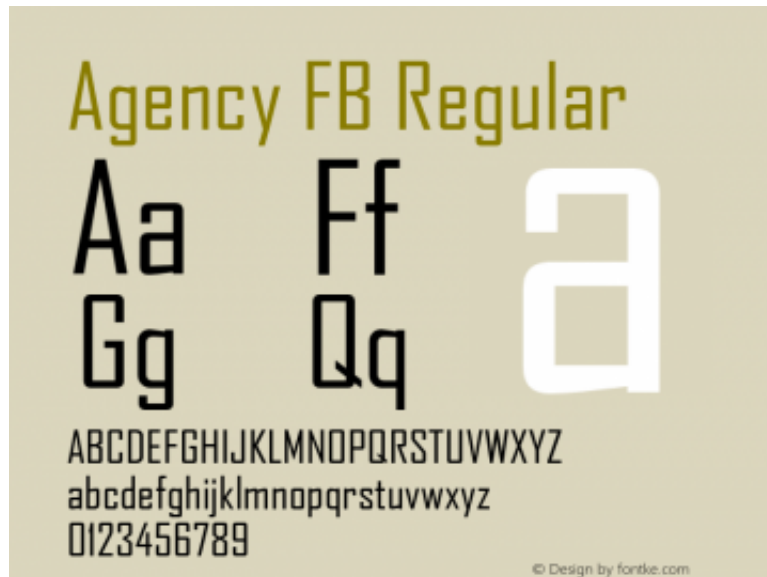 Agency FB Regular
Aa Ff a
Gg Qq
ABCDEFGHIJKLMNOPQRSTUVWXYZ
abcdefghijklmnopqrstuvwxyz
0123456789
© Design by fontke.com